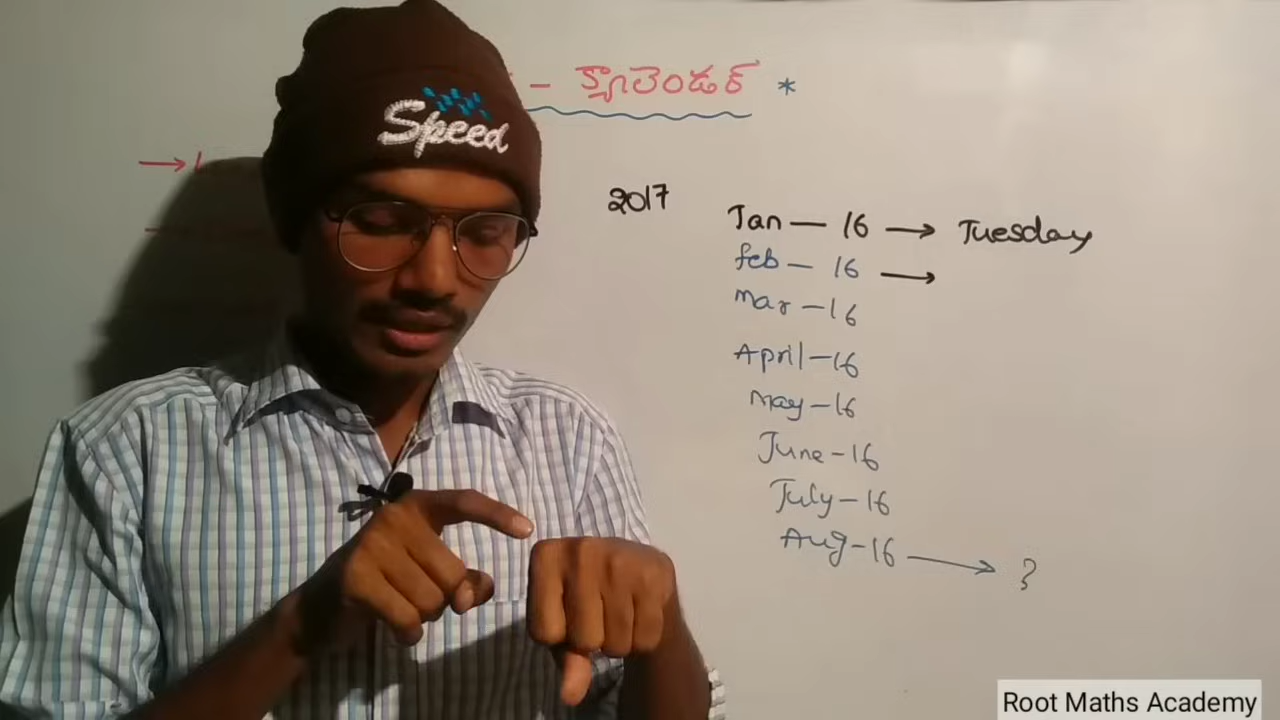 - క్యాలెండర్ *
Speed
2017
Jan — 16 → Tuesday
feb — 16 →
Mar - 16
April - 16
May - 16
June - 16
July - 16
Aug - 16 → ?
Root Maths Academy